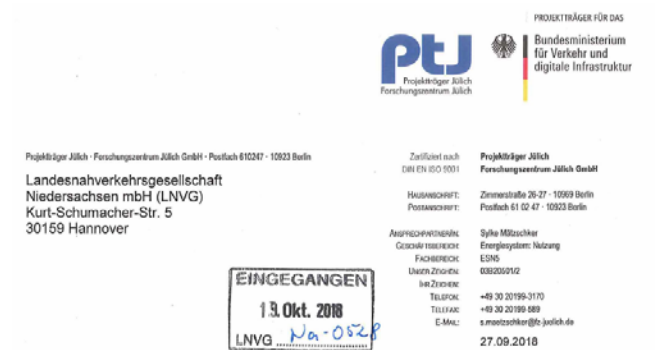 PROJEKTTRÄGER FÜR DAS
Bundesministerium
für Verkehr und
digitale Infrastruktur
ptJ
Projektträger Jülich
Forschungszentrum Jülich
Projektträger Jülich · Forschungszentrum Jülich GmbH · Postfach 610247 · 10923 Berlin
Landesnahverkehrsgesellschaft
Niedersachsen mbH (LNVG)
Kurt-Schumacher-Str. 5
30159 Hannover
Zertifiziert nach
DIN EN ISO 9001
Projektträger Jülich
Forschungszentrum Jülich GmbH
HAUSANSCHRIFT: Zimmerstraße 26-27 · 10969 Berlin
POSTANSCHRIFT: Postfach 61 02 47 · 10923 Berlin
ANSPRECHPARTNER/IN: Sylke Mätzschker
GESCHÄFTSBEREICH: Energiesystem: Nutzung
FACHBEREICH: ESN5
UNSER ZEICHEN: 03B20501/2
IHR ZEICHEN:
TELEFON: +49 30 20199-3170
TELEFAX: +49 30 20199-589
E-MAIL: s.maetzschker@fz-juelich.de
27.09.2018
EINGEGANGEN
19. Okt. 2018
LNVG Na-0528